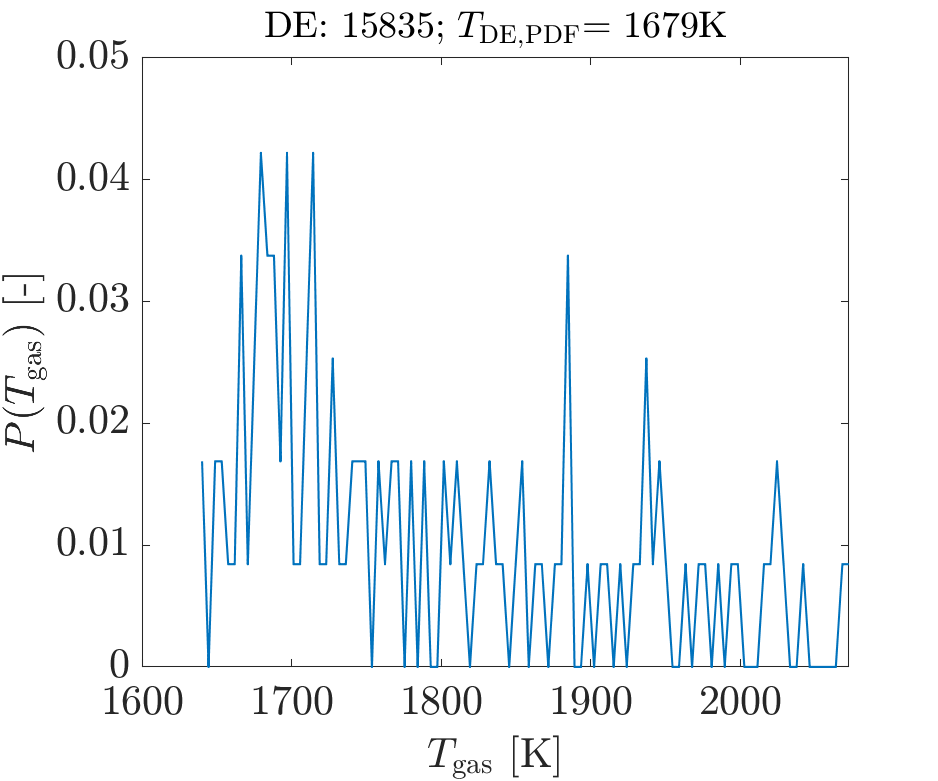 DE: 15835; T_DE,PDF= 1679K
0.05
0.04
0.03
0.02
0.01
0
P(T_gas) [-]
1600 1700 1800 1900 2000
T_gas [K]